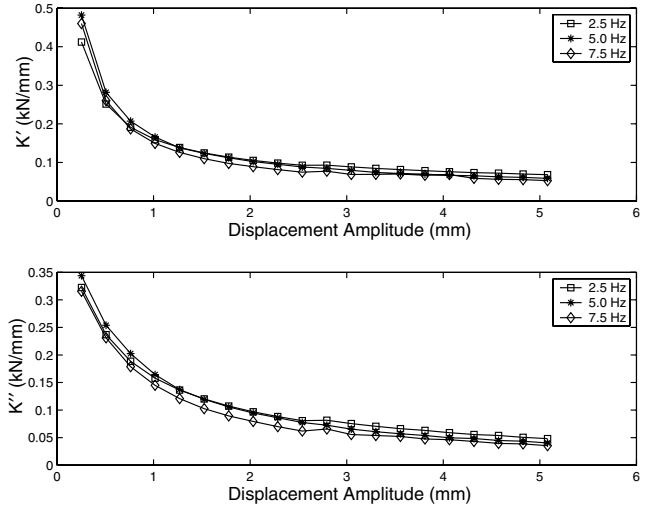 0.5
0.4
0.3
0.2
0.1
0
K′ (kN/mm)
0 1 2 3 4 5 6
Displacement Amplitude (mm)
2.5 Hz
5.0 Hz
7.5 Hz
0.35
0.3
0.25
0.2
0.15
0.1
0.05
0
K′′ (kN/mm)
0 1 2 3 4 5 6
Displacement Amplitude (mm)
2.5 Hz
5.0 Hz
7.5 Hz